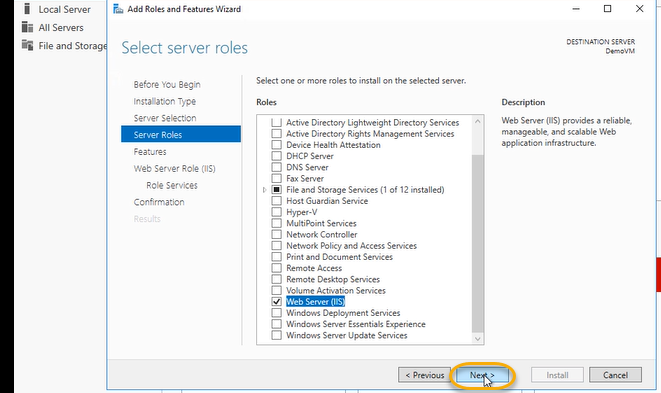 Local Server
All Servers
File and Storage
Add Roles and Features Wizard
Select server roles
DESTINATION SERVER
DemoVM
Before You Begin
Installation Type
Server Selection
Server Roles
Features
Web Server Role (IIS)
Role Services
Confirmation
Results
Select one or more roles to install on the selected server.
Roles
Active Directory Lightweight Directory Services
Active Directory Rights Management Services
Device Health Attestation
DHCP Server
DNS Server
Fax Server
File and Storage Services (1 of 12 installed)
Host Guardian Service
Hyper-V
MultiPoint Services
Network Controller
Network Policy and Access Services
Print and Document Services
Remote Access
Remote Desktop Services
Volume Activation Services
Web Server (IIS)
Windows Deployment Services
Windows Server Essentials Experience
Windows Server Update Services
Description
Web Server (IIS) provides a reliable,
manageable, and scalable Web
application infrastructure.
< Previous
Next >
Install
Cancel